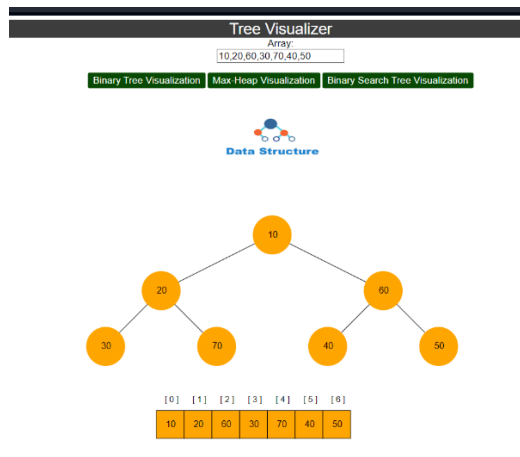 Tree Visualizer
Array:
10,20,60,30,70,40,50
Binary Tree Visualization Max-Heap Visualization Binary Search Tree Visualization
Data Structure
10
20 60
30 70 40 50
[ 0 ] [ 1 ] [ 2 ] [ 3 ] [ 4 ] [ 5 ] [ 6 ]
10 20 60 30 70 40 50